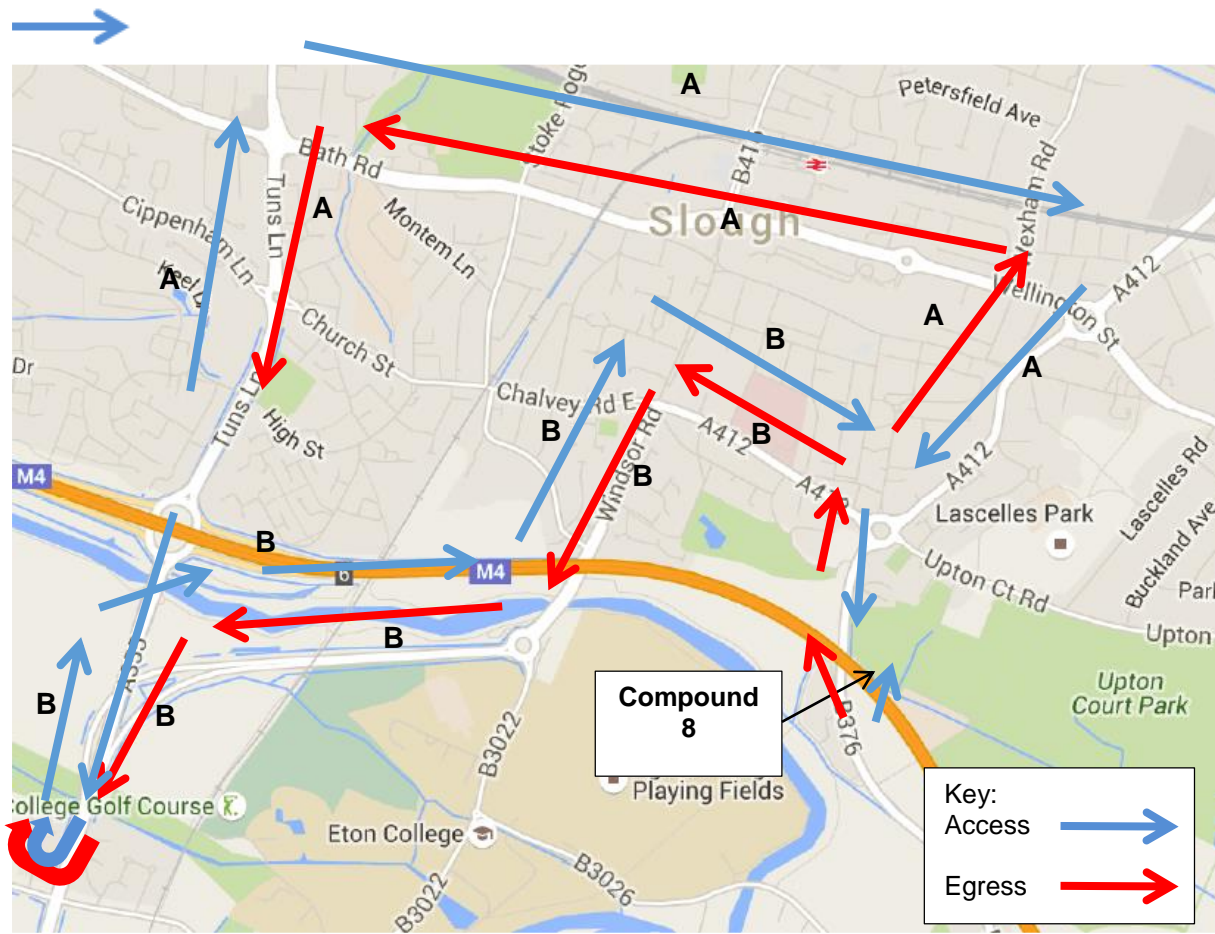 A
Petersfield Ave
Stoke Poge
B416
Bath Rd
Wexham Rd
Tuns Ln
A
Cippenham Ln
Montem Ln
A
Slough
A
Keel
A412
Wellington St
A
B
A
Church St
Dr
Chalvey Rd E
B
B
A412
High St
Tuns Ln
B
Windsor Rd
A412
A412
Lascelles Rd
M4
Lascelles Park
Buckland Ave
B
6
M4
Upton Ct Rd
Park
B
Upton
A355
B
B
Compound
8
Upton
Court Park
B376
B3022
Playing Fields
College Golf Course
Eton College
B3026
B3022
Key:
Access
Egress